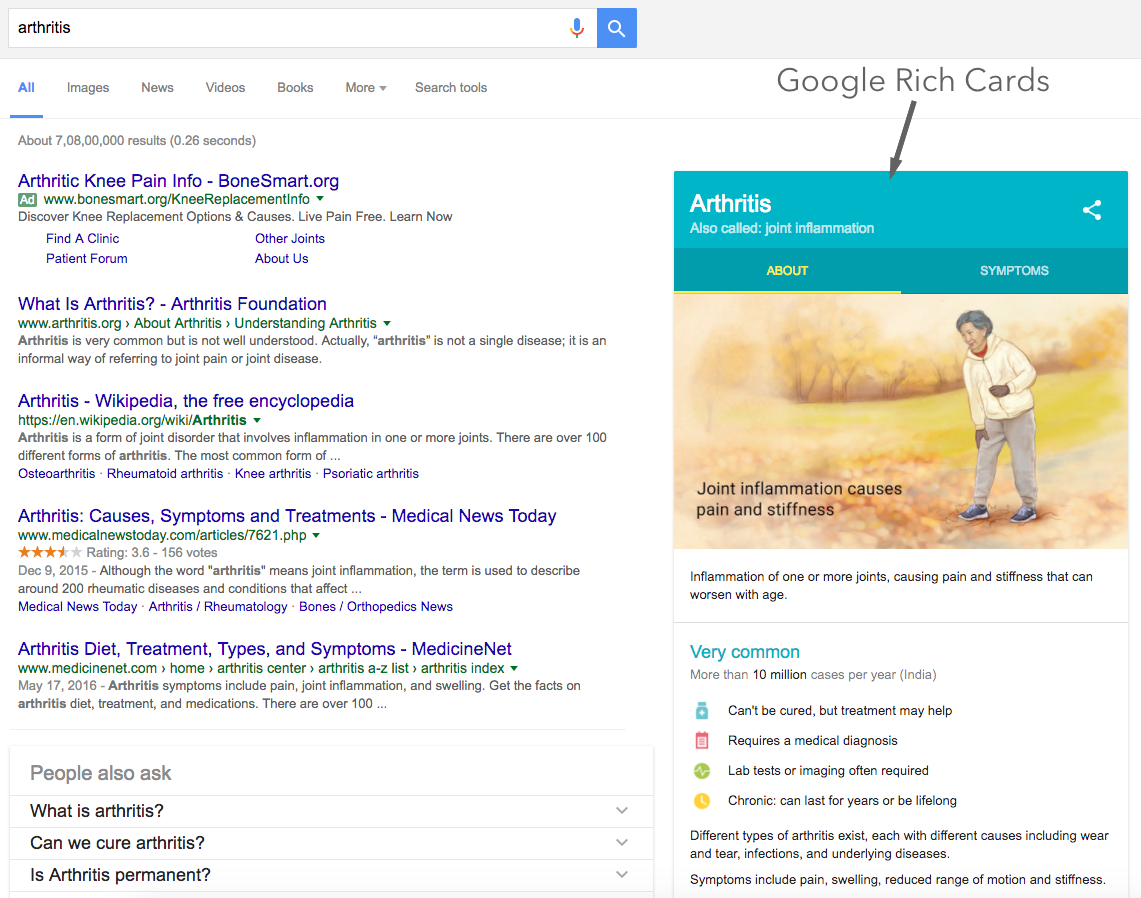 arthritis
All Images News Videos Books More Search tools
Google Rich Cards
About 7,08,00,000 results (0.26 seconds)
Arthritic Knee Pain Info - BoneSmart.org
Ad www.bonesmart.org/KneeReplacementInfo
Discover Knee Replacement Options & Causes. Live Pain Free. Learn Now
Find A Clinic Other Joints
Patient Forum About Us
What Is Arthritis? - Arthritis Foundation
www.arthritis.org › About Arthritis › Understanding Arthritis
Arthritis is very common but is not well understood. Actually, “arthritis” is not a single disease; it is an
informal way of referring to joint pain or joint disease.
Arthritis - Wikipedia, the free encyclopedia
https://en.wikipedia.org/wiki/Arthritis
Arthritis is a form of joint disorder that involves inflammation in one or more joints. There are over 100
different forms of arthritis. The most common form of ...
Osteoarthritis · Rheumatoid arthritis · Knee arthritis · Psoriatic arthritis
Arthritis: Causes, Symptoms and Treatments - Medical News Today
www.medicalnewstoday.com/articles/7621.php
Rating: 3.6 - 156 votes
Dec 9, 2015 - Although the word "arthritis" means joint inflammation, the term is used to describe
around 200 rheumatic diseases and conditions that affect ...
Medical News Today · Arthritis / Rheumatology · Bones / Orthopedics News
Arthritis Diet, Treatment, Types, and Symptoms - MedicineNet
www.medicinenet.com › home › arthritis center › arthritis a-z list › arthritis index
May 17, 2016 - Arthritis symptoms include pain, joint inflammation, and swelling. Get the facts on
arthritis diet, treatment, and medications. There are over 100 ...
People also ask
What is arthritis?
Can we cure arthritis?
Is Arthritis permanent?
Arthritis
Also called: joint inflammation
ABOUT SYMPTOMS
Joint inflammation causes
pain and stiffness
Inflammation of one or more joints, causing pain and stiffness that can
worsen with age.
Very common
More than 10 million cases per year (India)
Can't be cured, but treatment may help
Requires a medical diagnosis
Lab tests or imaging often required
Chronic: can last for years or be lifelong
Different types of arthritis exist, each with different causes including wear
and tear, infections, and underlying diseases.
Symptoms include pain, swelling, reduced range of motion and stiffness.